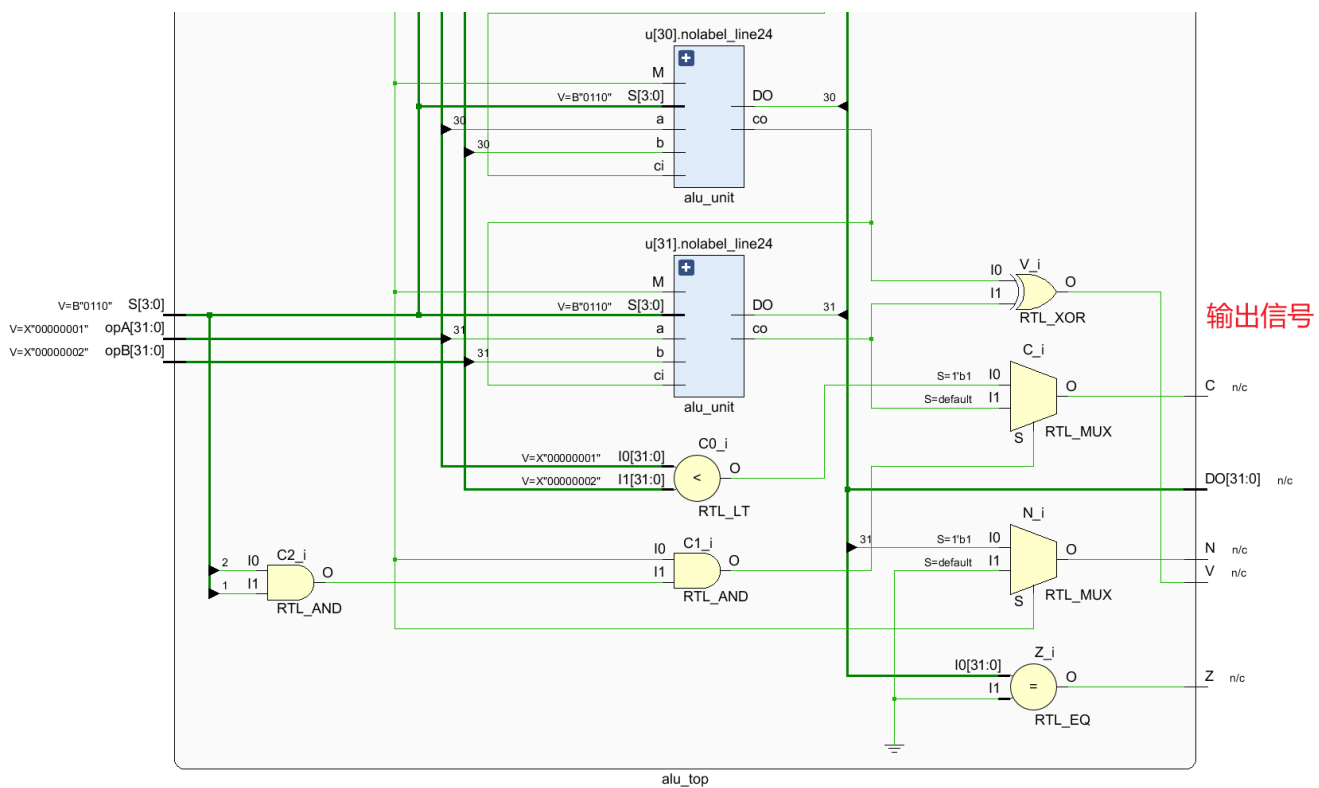 u[30].nolabel_line24
M
V=B"0110" S[3:0]
DO
30
30
a
co
30
b
ci
alu_unit
u[31].nolabel_line24
M
V=B"0110" S[3:0]
V=B"0110" S[3:0]
DO
31
V=X"00000001" opA[31:0]
31
a
co
V=X"00000002" opB[31:0]
31
b
ci
alu_unit
I0
V_i
O
I1
RTL_XOR
输出信号
C_i
S=1'b1 I0
O
C n/c
S=default I1
S
RTL_MUX
C0_i
V=X"00000001" I0[31:0]
O
V=X"00000002" I1[31:0]
<
RTL_LT
DO[31:0] n/c
N_i
31
S=1'b1 I0
O
N n/c
S=default I1
V n/c
S
RTL_MUX
C2_i
2
I0
O
1
I1
RTL_AND
C1_i
I0
O
I1
RTL_AND
Z_i
I0[31:0]
O
Z n/c
I1
=
RTL_EQ
alu_top